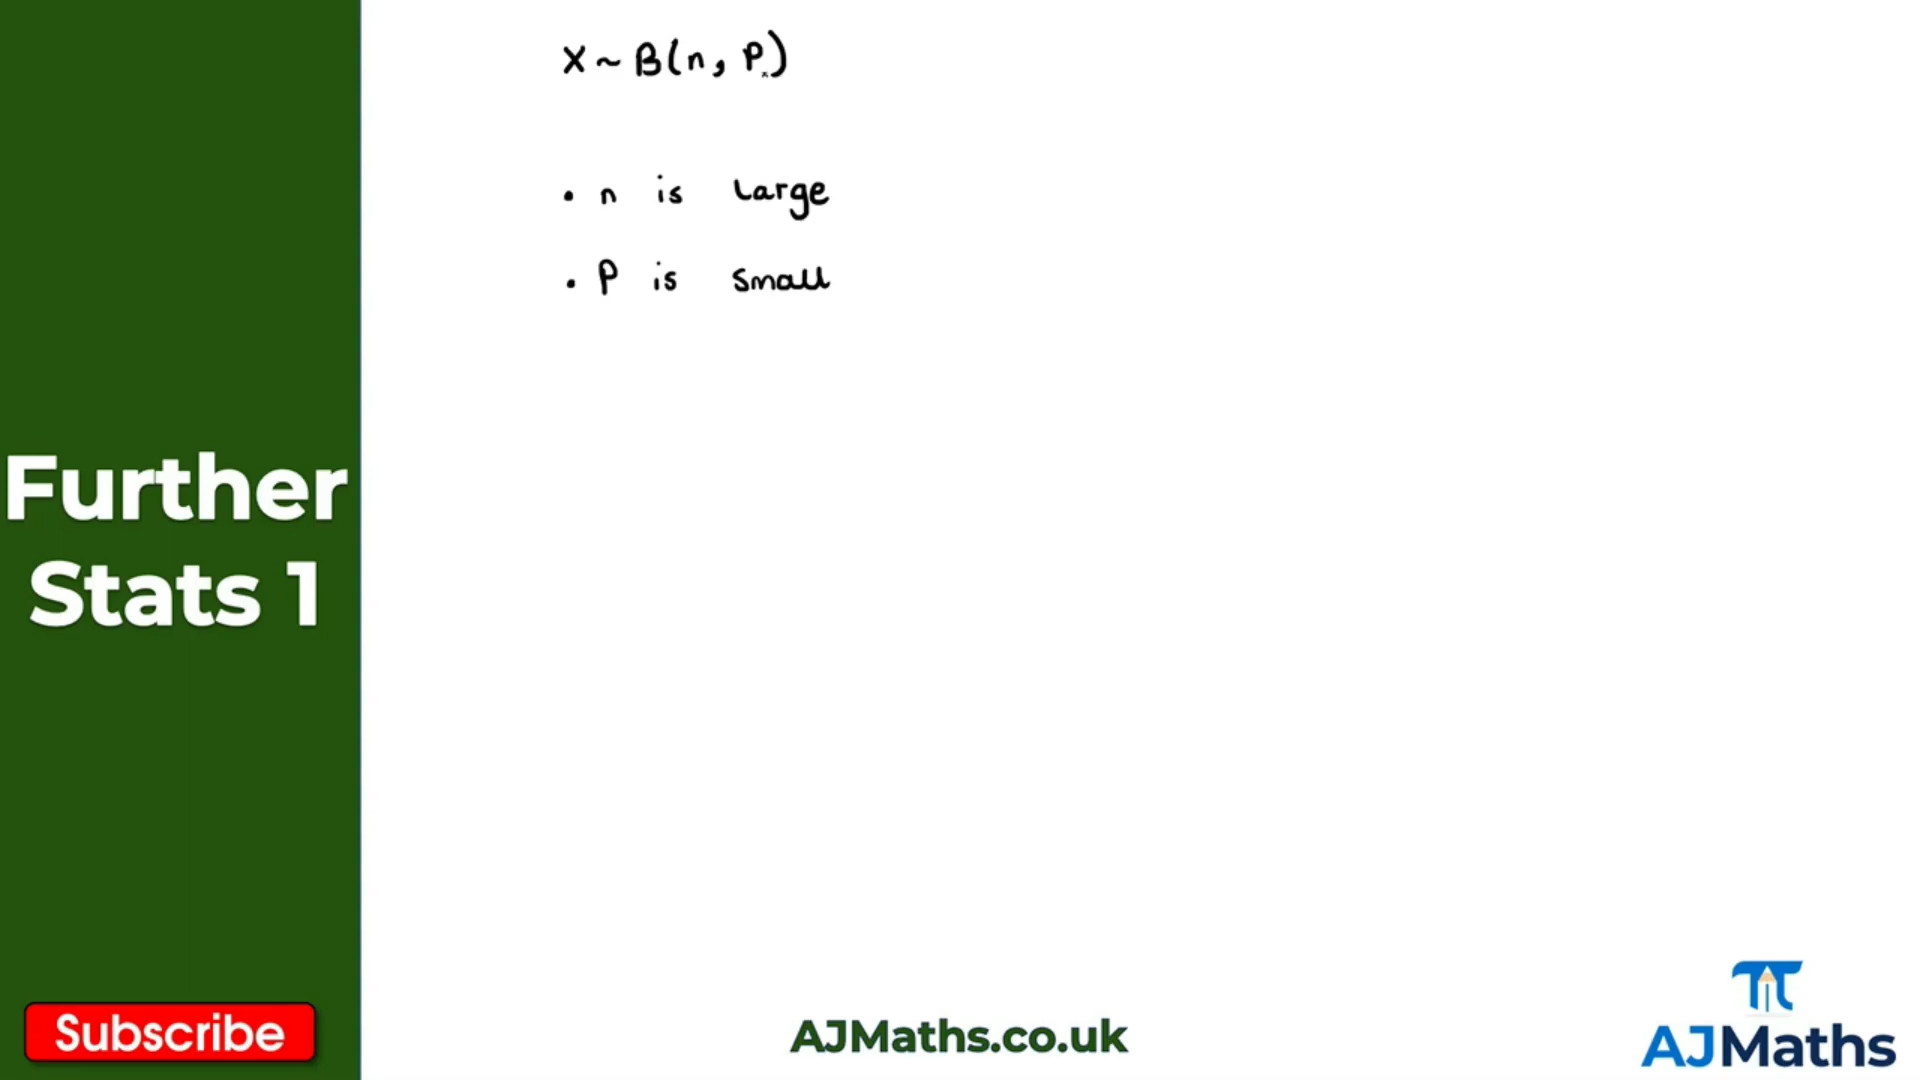 X ~ B(n, P)
• n is large
• P is small
Further
Stats 1
Subscribe
AJMaths.co.uk
AJMaths